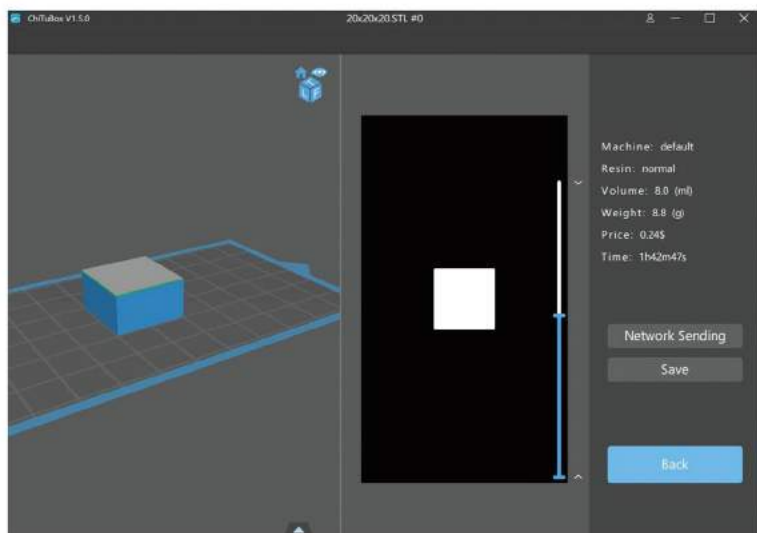 ChiTuBox V1.5.0
20x20x20.STL #0
L F
Machine: default
Resin: normal
Volume: 8.0 (ml)
Weight: 8.8 (g)
Price: 0.24$
Time: 1h42m47s
Network Sending
Save
Back